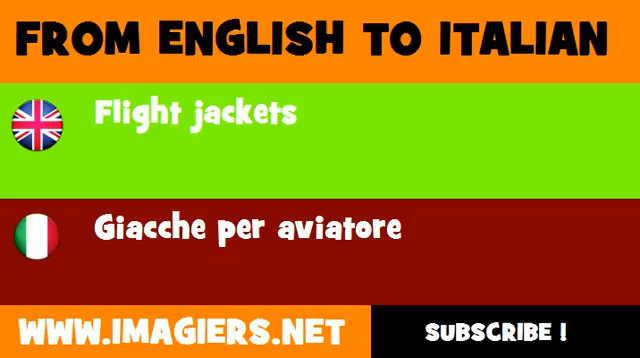 FROM ENGLISH TO ITALIAN
Flight jackets
Giacche per aviatore
WWW.IMAGIERS.NET
SUBSCRIBE !